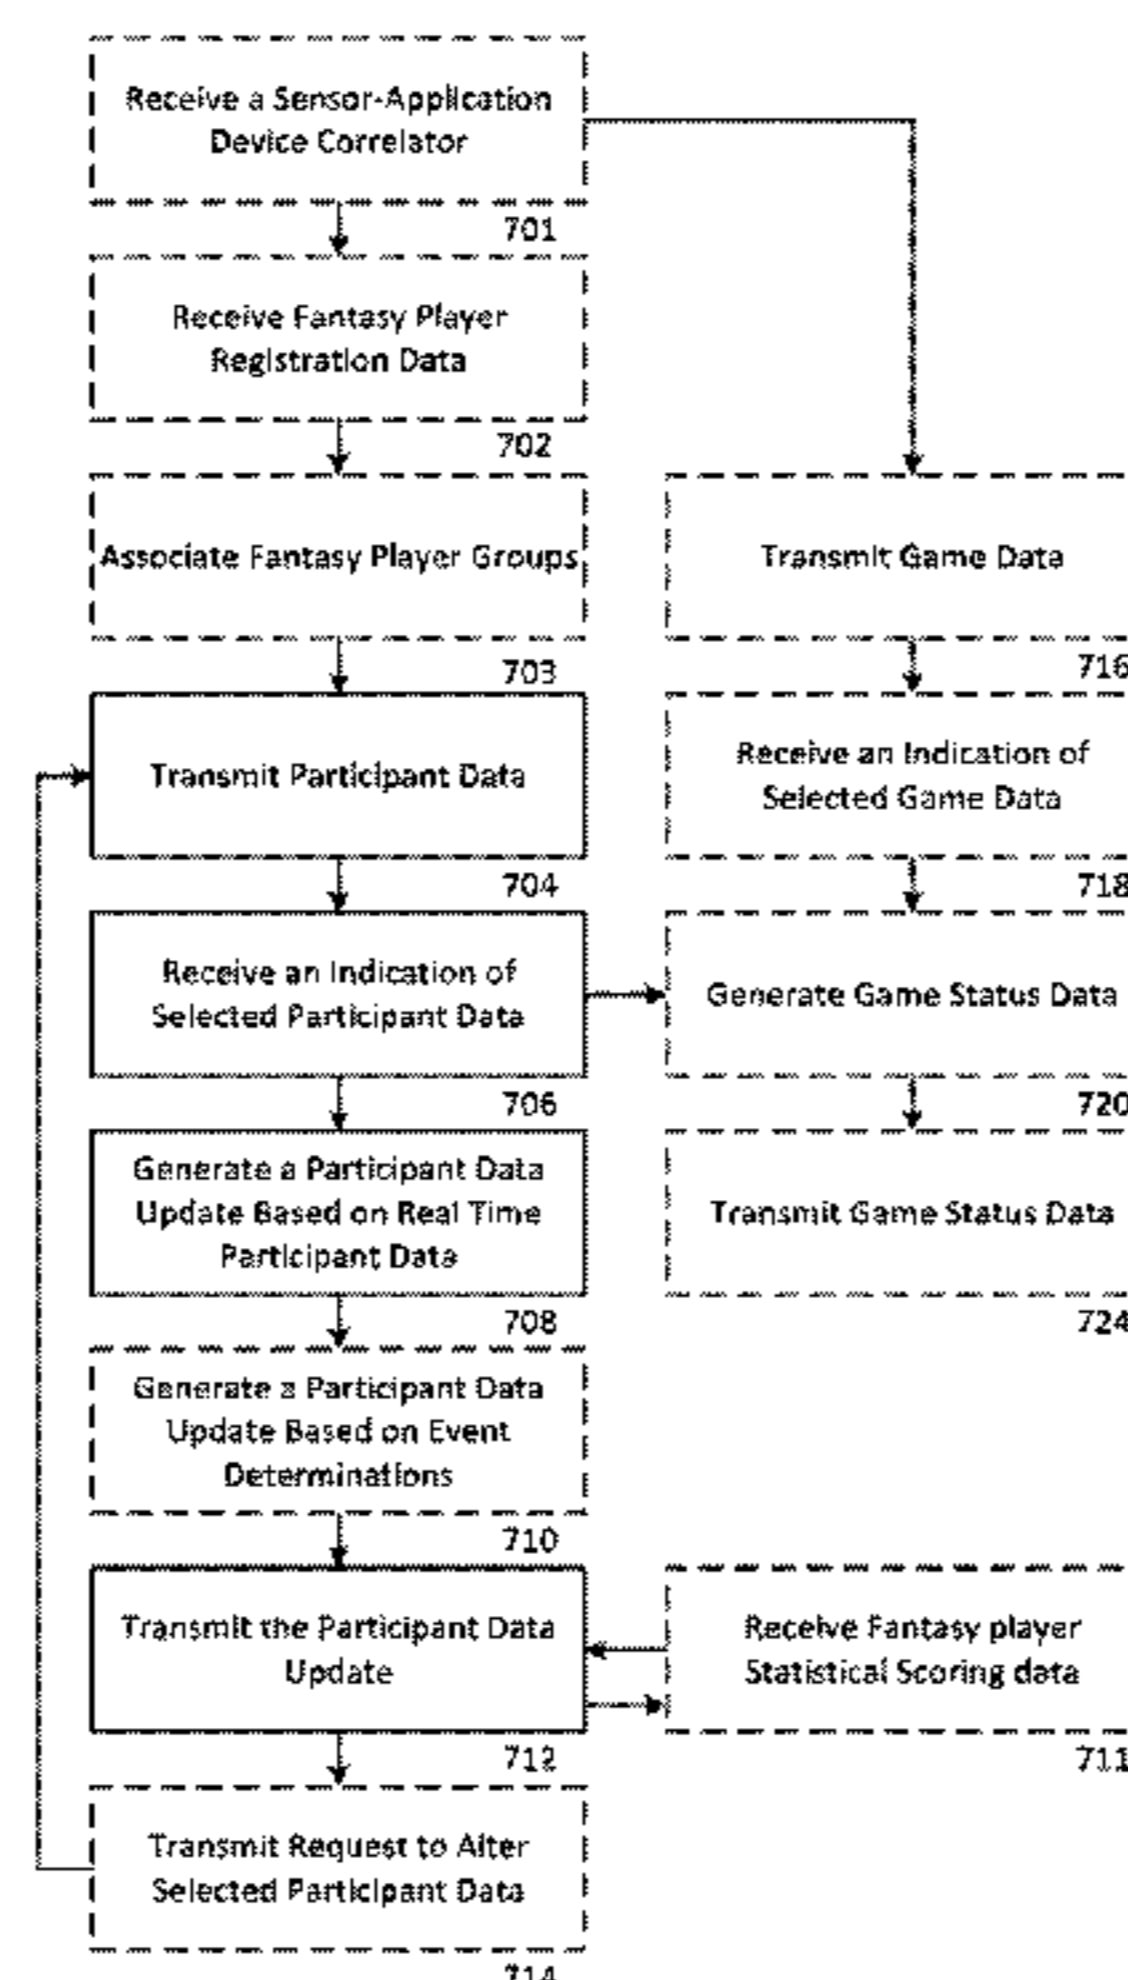 Receive a Sensor-Application
Device Correlator
701
Receive Fantasy Player
Registration Data
702
Associate Fantasy Player Groups
703
Transmit Game Data
716
Transmit Participant Data
704
Receive an Indication of
Selected Game Data
718
Receive an Indication of
Selected Participant Data
706
Generate Game Status Data
720
Generate a Participant Data
Update Based on Real Time
Participant Data
708
Transmit Game Status Data
724
Generate a Participant Data
Update Based on Event
Determinations
710
Transmit the Participant Data
Update
712
Receive Fantasy player
Statistical Scoring data
711
Transmit Request to Alter
Selected Participant Data
714